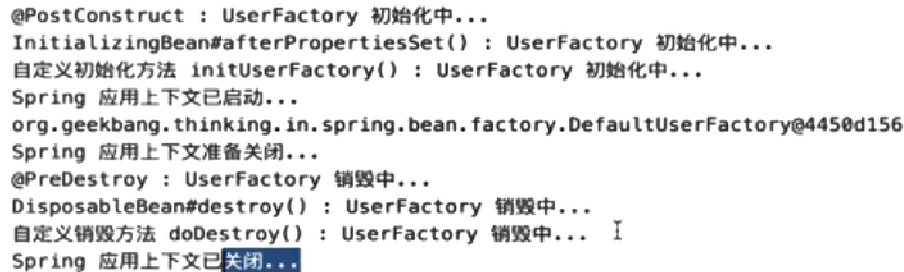 @PostConstruct : UserFactory 初始化中...
InitializingBean#afterPropertiesSet() : UserFactory 初始化中...
自定义初始化方法 initUserFactory() : UserFactory 初始化中...
Spring 应用上下文已启动...
org.geekbang.thinking.in.spring.bean.factory.DefaultUserFactory@4450d156
Spring 应用上下文准备关闭...
@PreDestroy : UserFactory 销毁中...
DisposableBean#destroy() : UserFactory 销毁中...
自定义销毁方法 doDestroy() : UserFactory 销毁中...
Spring 应用上下文已关闭...